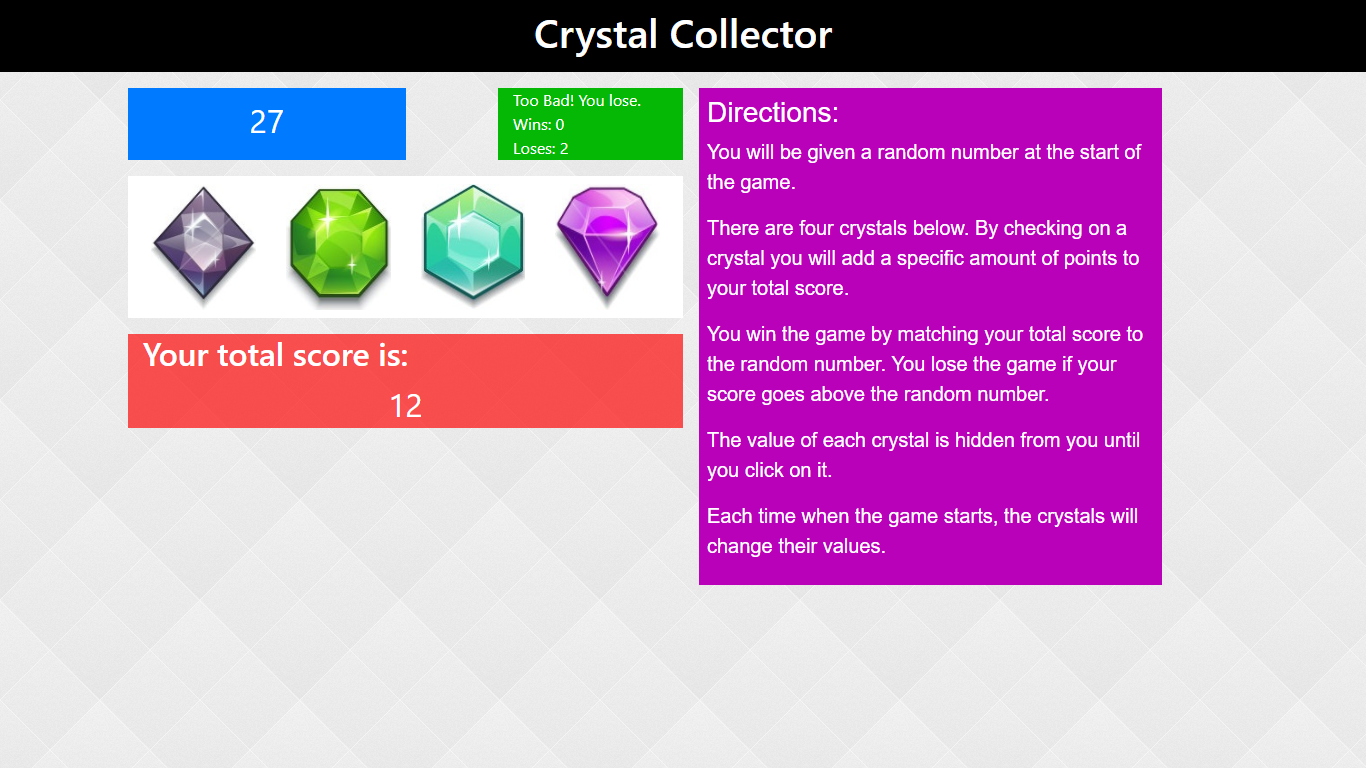 Crystal Collector
27
Too Bad! You lose.
Wins: 0
Loses: 2
Your total score is:
12
Directions:
You will be given a random number at the start of
the game.
There are four crystals below. By checking on a
crystal you will add a specific amount of points to
your total score.
You win the game by matching your total score to
the random number. You lose the game if your
score goes above the random number.
The value of each crystal is hidden from you until
you click on it.
Each time when the game starts, the crystals will
change their values.